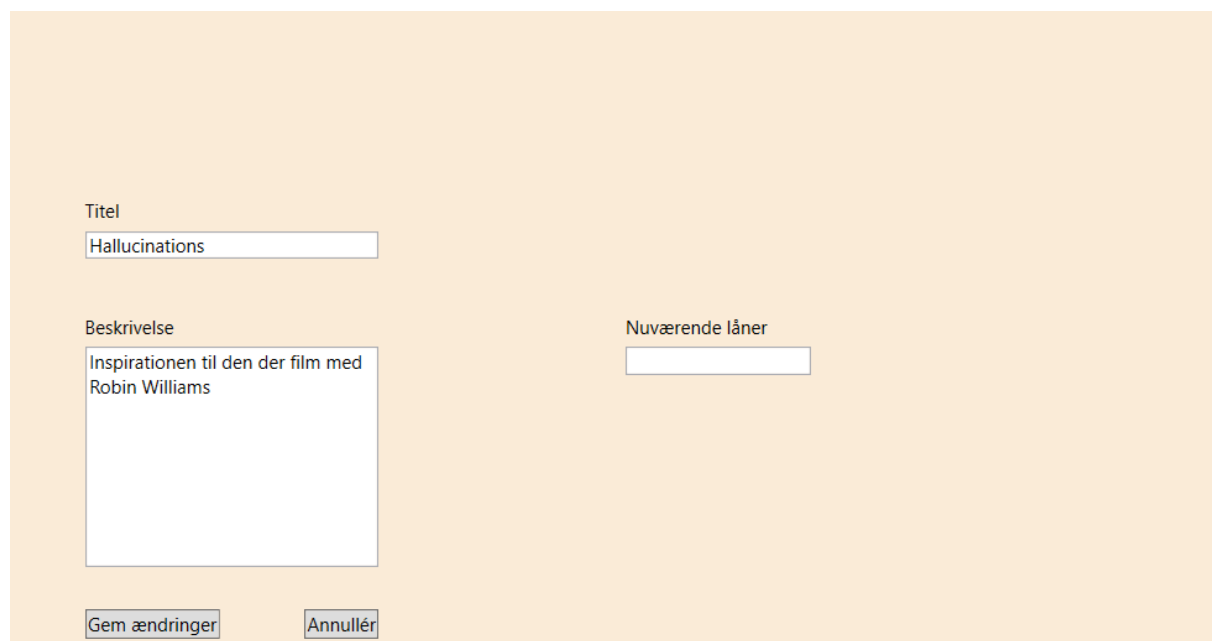 Titel
Hallucinations
Beskrivelse
Nuværende låner
Inspirationen til den der film med
Robin Williams
Gem ændringer
Annullér